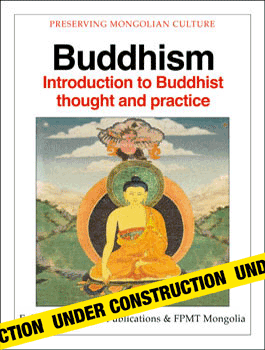 PRESERVING MONGOLIAN CULTURE
Buddhism
Introduction to Buddhist
thought and practice
CTION UNDER CONSTRUCTION UND
Publications & FPMT Mongolia